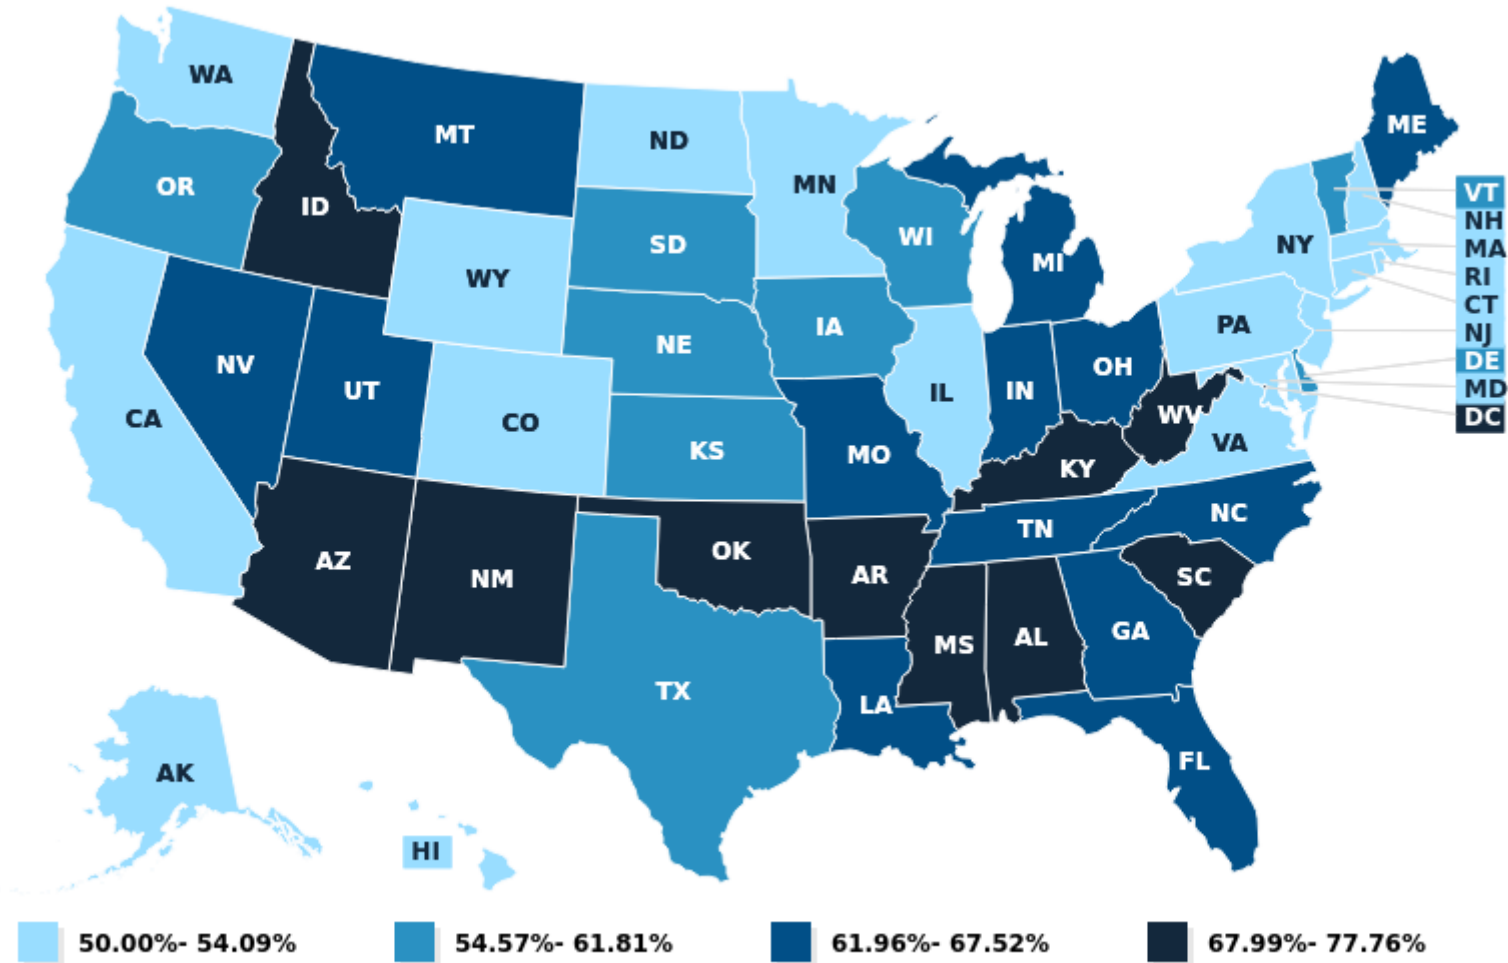 WA
MT
ME
ND
OR
MN
ID
VT
NH
WI
SD
NY
MA
MI
RI
WY
CT
PA
IA
NJ
NE
DE
NV
OH
UT
IN
IL
MD
CA
CO
WV
DC
VA
KS
MO
KY
NC
TN
OK
AZ
NM
AR
SC
GA
AL
MS
TX
LA
FL
AK
HI
50.00%- 54.09%
54.57%- 61.81%
61.96%- 67.52%
67.99%- 77.76%